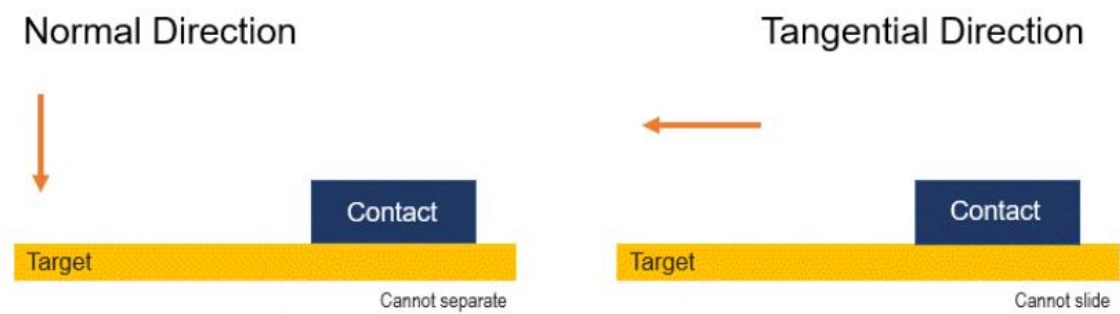 Normal Direction
Tangential Direction
Contact
Contact
Target
Target
Cannot separate
Cannot slide